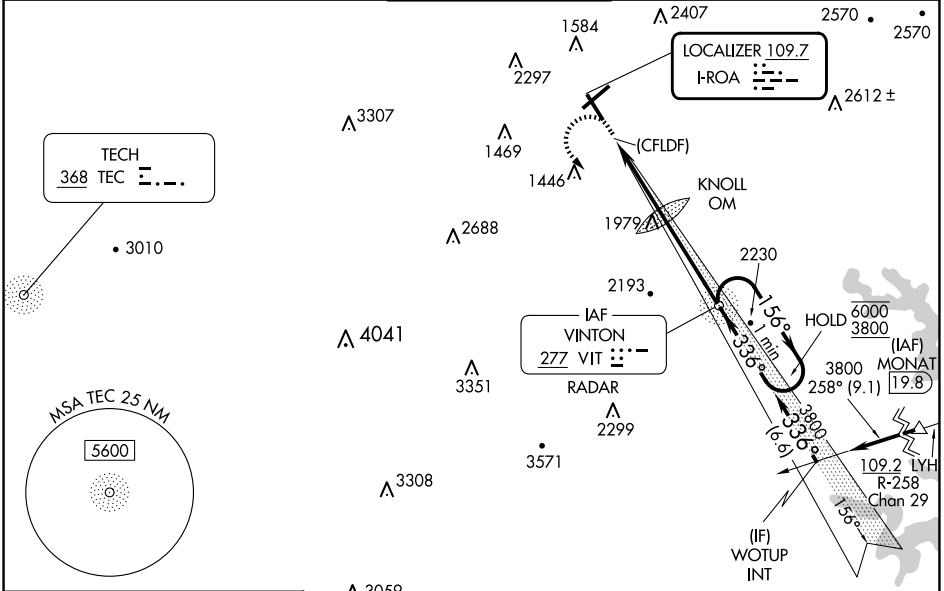 1584
2407
2570
2570
LOCALIZER 109.7
I-ROA
2297
2612 ±
3307
TECH
368 TEC
1469
(CFLDF)
1446
KNOLL
OM
1979
3010
2688
2230
2193
IAF
VINTON
277 VIT
RADAR
156°
1 min
336°
HOLD
6000
3800
(IAF)
MONAT
19.8
3800
258° (9.1)
4041
3351
2299
3800
336°
(6.6)
MSA TEC 25 NM
5600
3571
109.2 LYH
R-258
Chan 29
3308
156°
(IF)
WOTUP
INT
3059